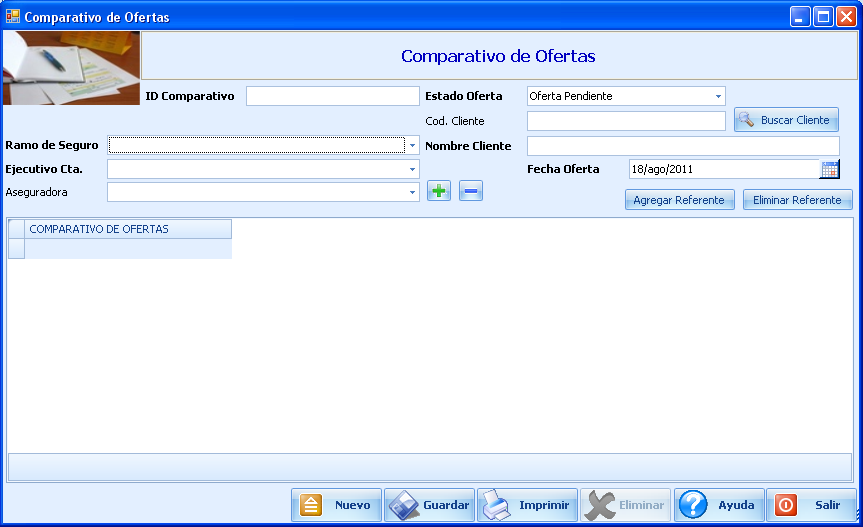 Comparativo de Ofertas
Comparativo de Ofertas
ID Comparativo
Estado Oferta Oferta Pendiente
Cod. Cliente Buscar Cliente
Ramo de Seguro Nombre Cliente
Ejecutivo Cta. Fecha Oferta 18/ago/2011
Aseguradora
Agregar Referente Eliminar Referente
COMPARATIVO DE OFERTAS
Nuevo Guardar Imprimir Eliminar Ayuda Salir